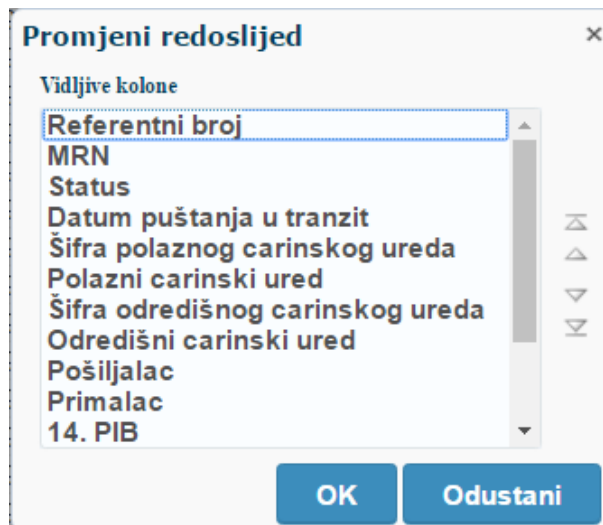 Promjeni redoslijed
Vidljive kolone
Referentni broj
MRN
Status
Datum puštanja u tranzit
Šifra polaznog carinskog ureda
Polazni carinski ured
Šifra odredišnog carinskog ureda
Odredišni carinski ured
Pošiljalac
Primalac
14. PIB
OK
Odustani